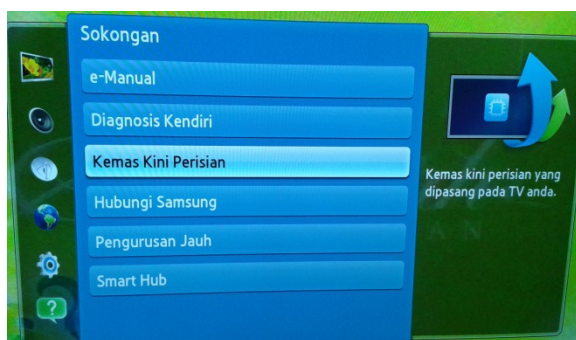 Sokongan
e-Manual
Diagnosis Kendiri
Kemas Kini Perisian
Hubungi Samsung
Pengurusan Jauh
Smart Hub
Kemas kini perisian yang
dipasang pada TV anda.
A N